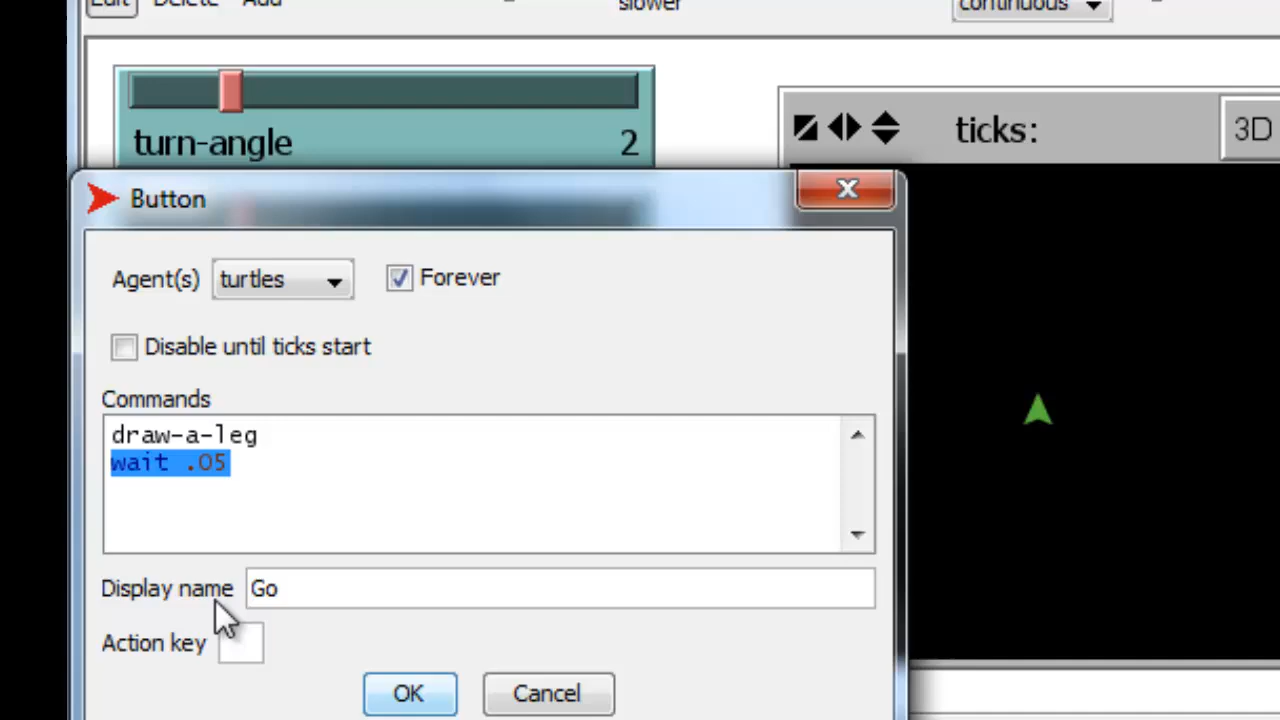 Edit Delete Add
slower
continuous
turn-angle 2
ticks:
3D
Button
Agent(s) turtles Forever
Disable until ticks start
Commands
draw-a-leg
wait .05
Display name Go
Action key
OK Cancel